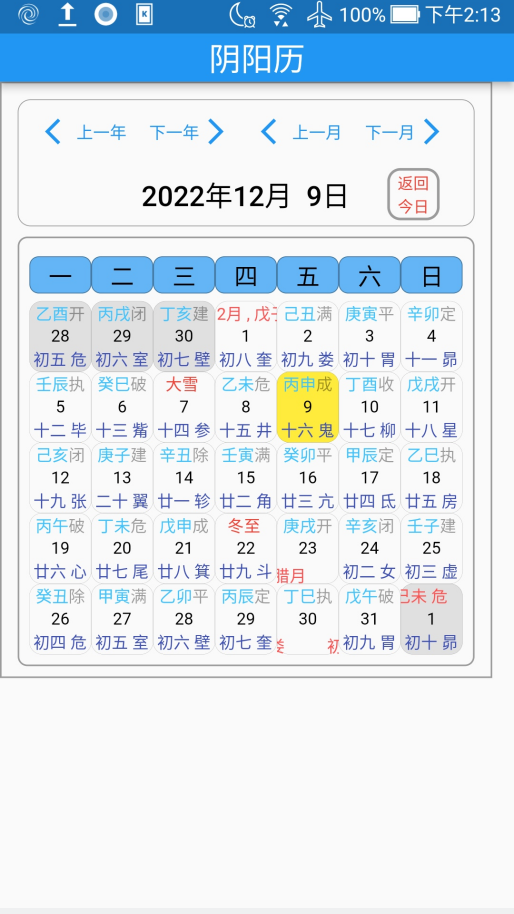 100% 下午2:13
阴阳历
上一年 下一年 上一月 下一月
2022年12月 9日
返回
今日
一 二 三 四 五 六 日
乙酉开 丙戌闭 丁亥建 2月,戊子 己丑满 庚寅平 辛卯定
28 29 30 1 2 3 4
初五 危 初六 室 初七 壁 初八 奎 初九 娄 初十 胃 十一 昴
壬辰执 癸巳破 大雪 乙未危 丙申成 丁酉收 戊戌开
5 6 7 8 9 10 11
十二 毕 十三 觜 十四 参 十五 井 十六 鬼 十七 柳 十八 星
己亥闭 庚子建 辛丑除 壬寅满 癸卯平 甲辰定 乙巳执
12 13 14 15 16 17 18
十九 张 二十 翼 廿一 轸 廿二 角 廿三 亢 廿四 氐 廿五 房
丙午破 丁未危 戊申成 冬至 庚戌开 辛亥闭 壬子建
19 20 21 22 23 24 25
廿六 心 廿七 尾 廿八 箕 廿九 斗 腊月 初二 女 初三 虚
癸丑除 甲寅满 乙卯平 丙辰定 丁巳执 戊午破 己未 危
26 27 28 29 30 31 1
初四 危 初五 室 初六 壁 初七 奎 娄 初 初九 胃 初十 昴